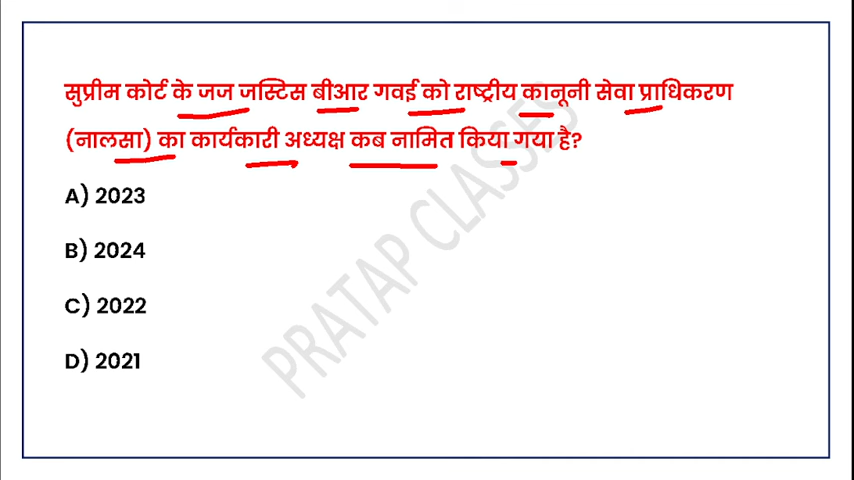 सुप्रीम कोर्ट के जज जस्टिस बीआर गवई को राष्ट्रीय कानूनी सेवा प्राधिकरण
(नालसा) का कार्यकारी अध्यक्ष कब नामित किया गया है?
A) 2023
B) 2024
C) 2022
D) 2021
PRATAP CLASSES